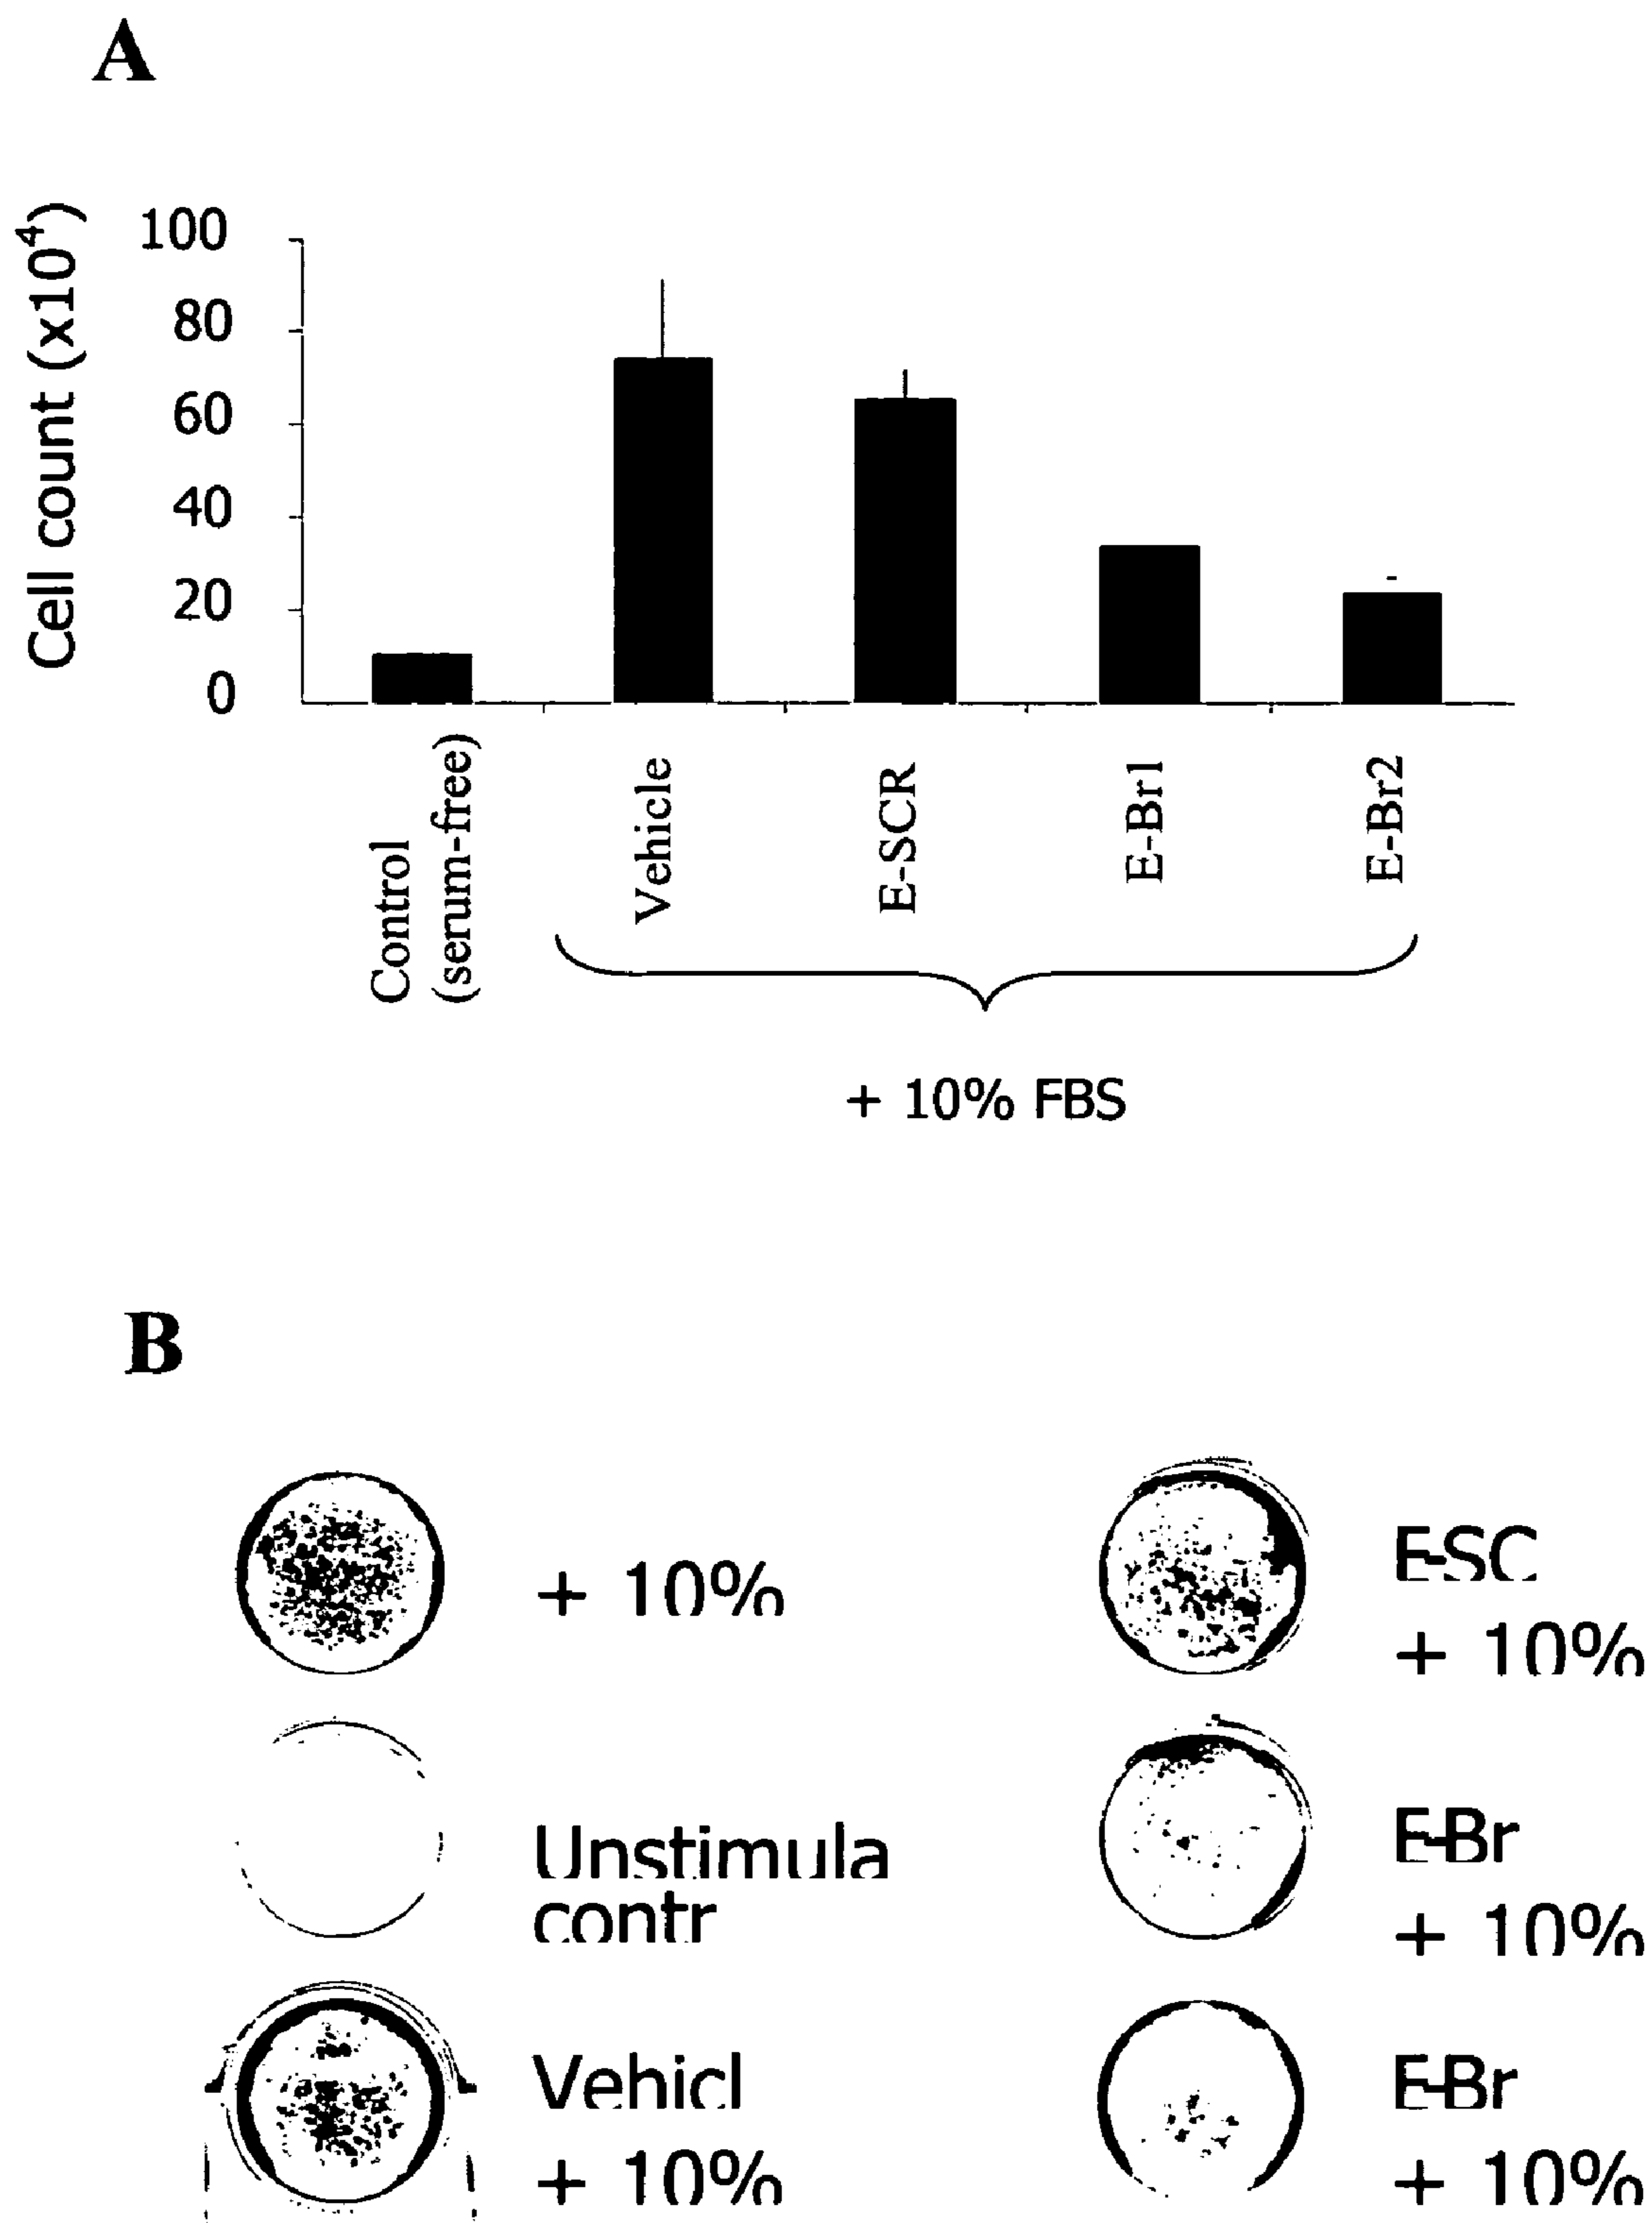 A
Cell count (x10⁴)
100
80
60
40
20
0
Control
(serum-free)
Vehicle
E-SCR
E-Br1
E-Br2
+ 10% FBS
B
+ 10%
E-SC
+ 10%
Unstimula
contr
E-Br
+ 10%
Vehicl
+ 10%
E-Br
+ 10%